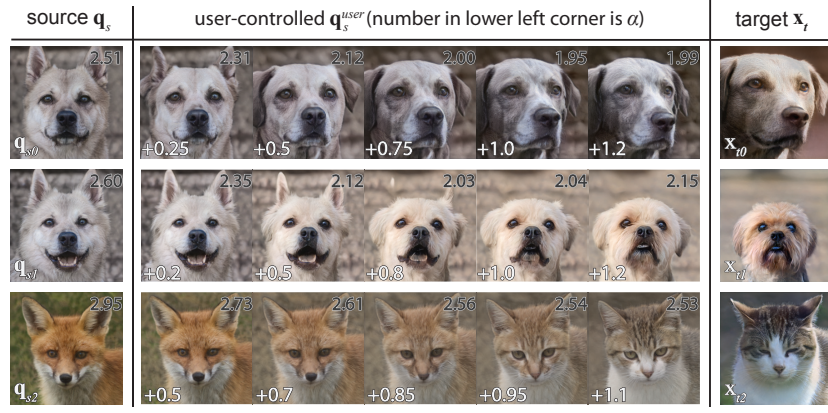 source q_s
user-controlled q_s^user (number in lower left corner is α)
target x_t
2.51 2.31 2.12 2.00 1.95 1.99
q_s0 +0.25 +0.5 +0.75 +1.0 +1.2 x_t0
2.60 2.35 2.12 2.03 2.04 2.15
q_s1 +0.2 +0.5 +0.8 +1.0 +1.2 x_t1
2.95 2.73 2.61 2.56 2.54 2.53
q_s2 +0.5 +0.7 +0.85 +0.95 +1.1 x_t2